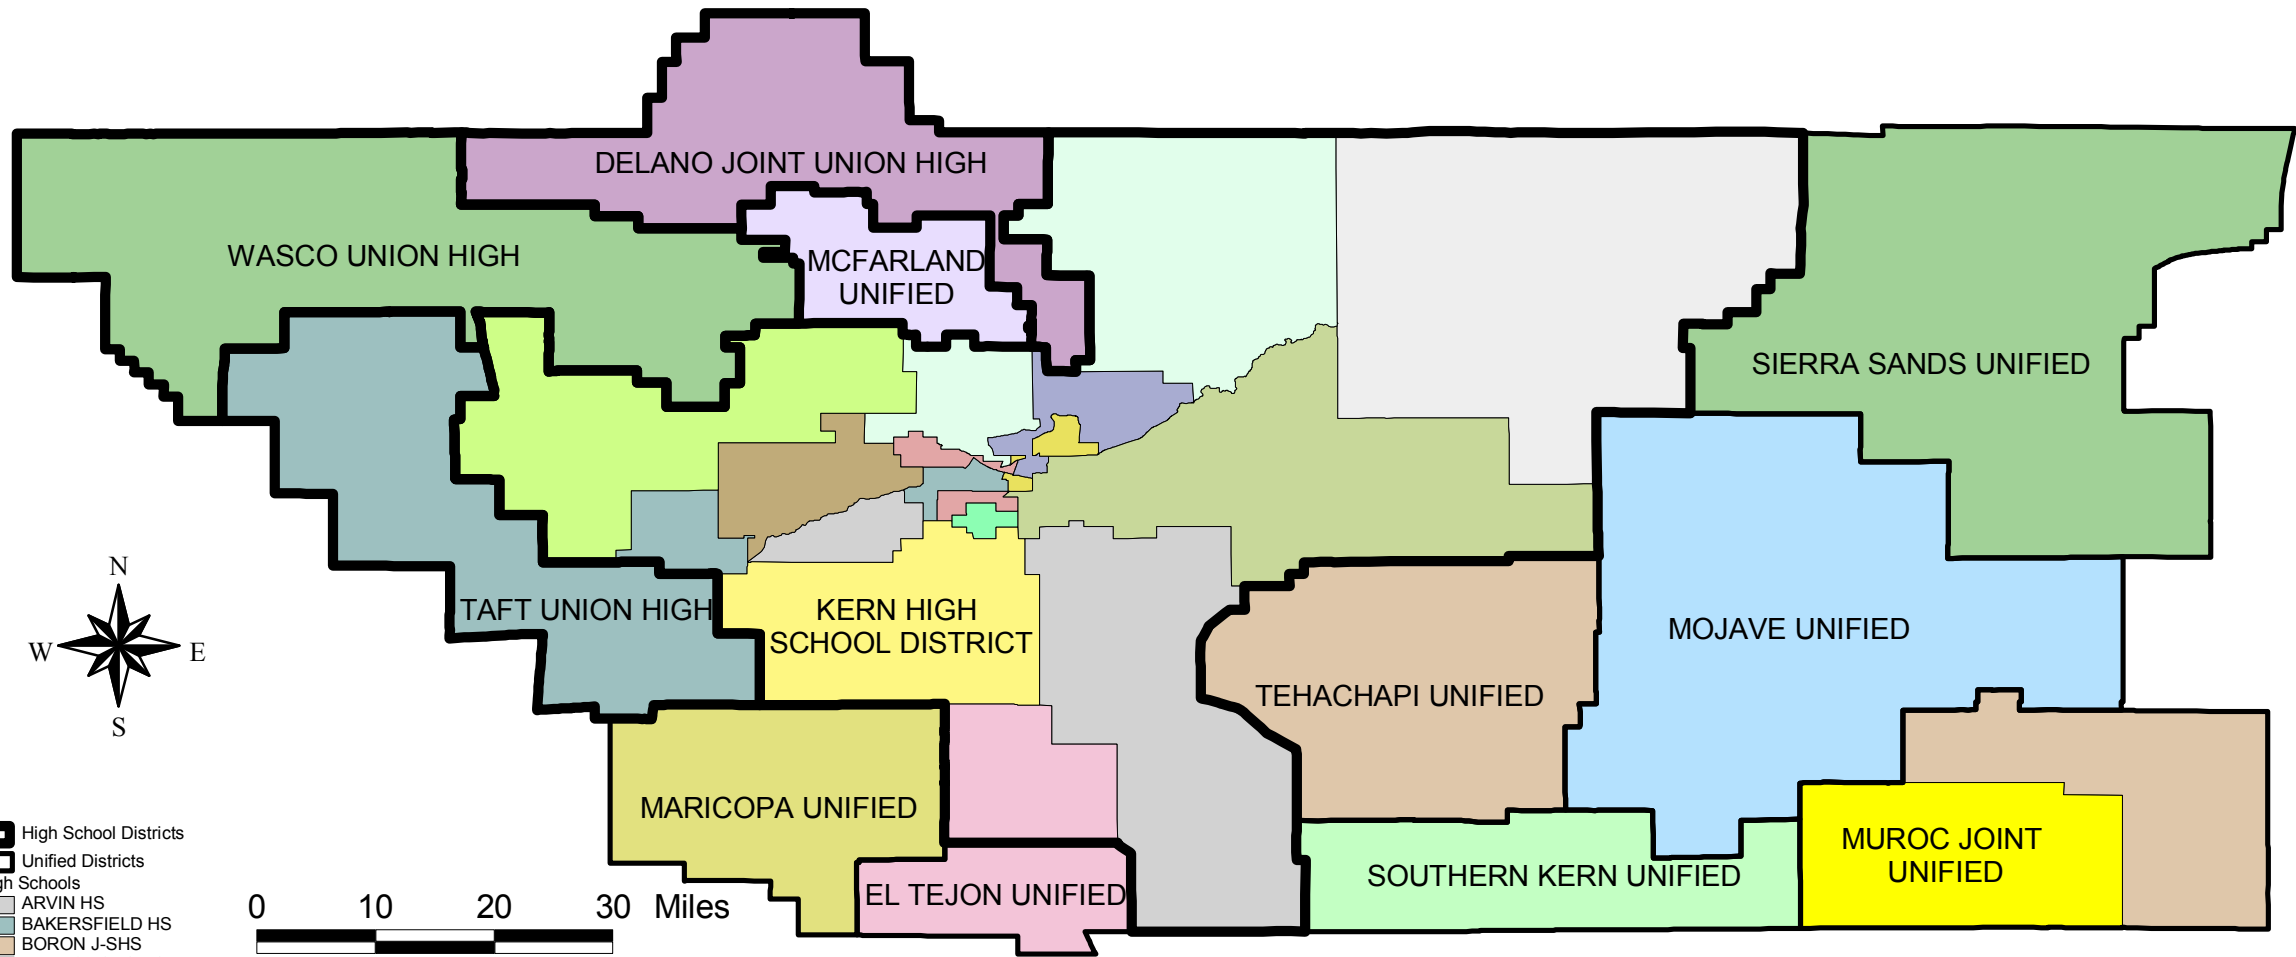 DELANO JOINT UNION HIGH
WASCO UNION HIGH
MCFARLAND
UNIFIED
SIERRA SANDS UNIFIED
TAFT UNION HIGH
KERN HIGH
SCHOOL DISTRICT
MOJAVE UNIFIED
TEHACHAPI UNIFIED
MARICOPA UNIFIED
MUROC JOINT
UNIFIED
SOUTHERN KERN UNIFIED
EL TEJON UNIFIED
N
W E
S
High School Districts
Unified Districts
gh Schools
ARVIN HS
BAKERSFIELD HS
BORON J-SHS
0 10 20 30 Miles